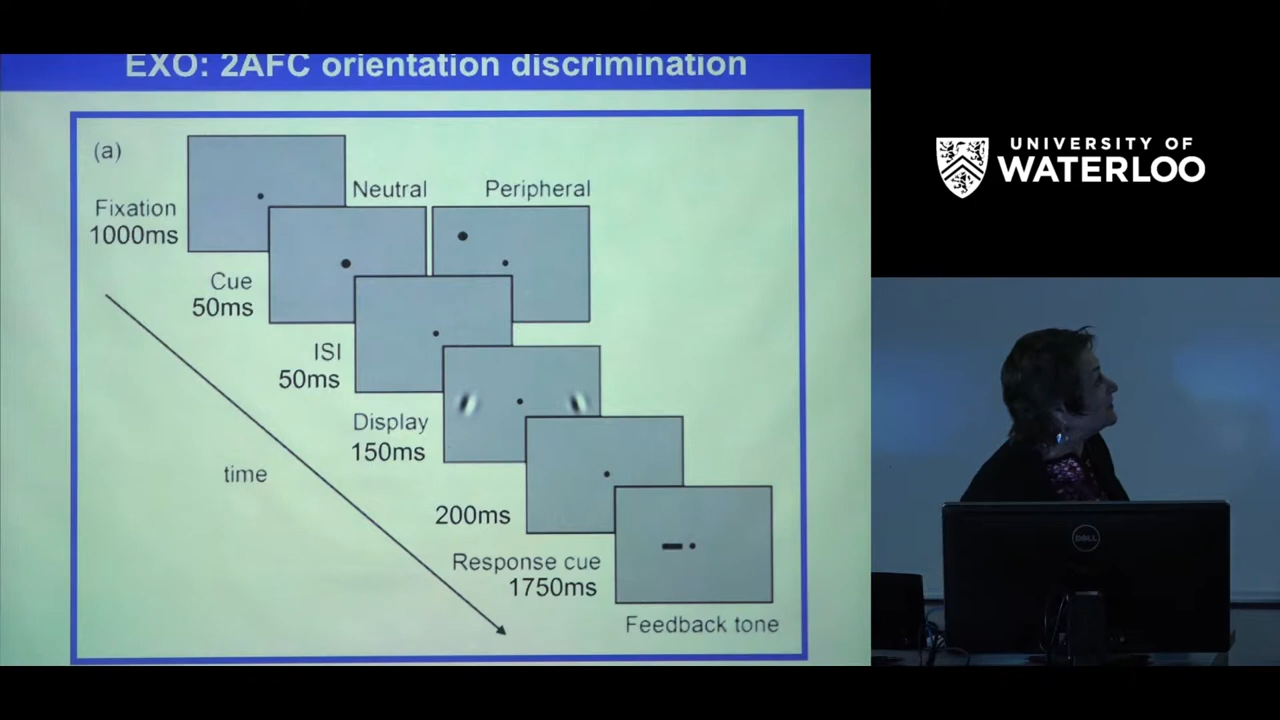 EXO: 2AFC orientation discrimination
(a)
Neutral
Peripheral
Fixation
1000ms
Cue
50ms
ISI
50ms
Display
150ms
time
200ms
Response cue
1750ms
Feedback tone
UNIVERSITY OF
WATERLOO
DELL